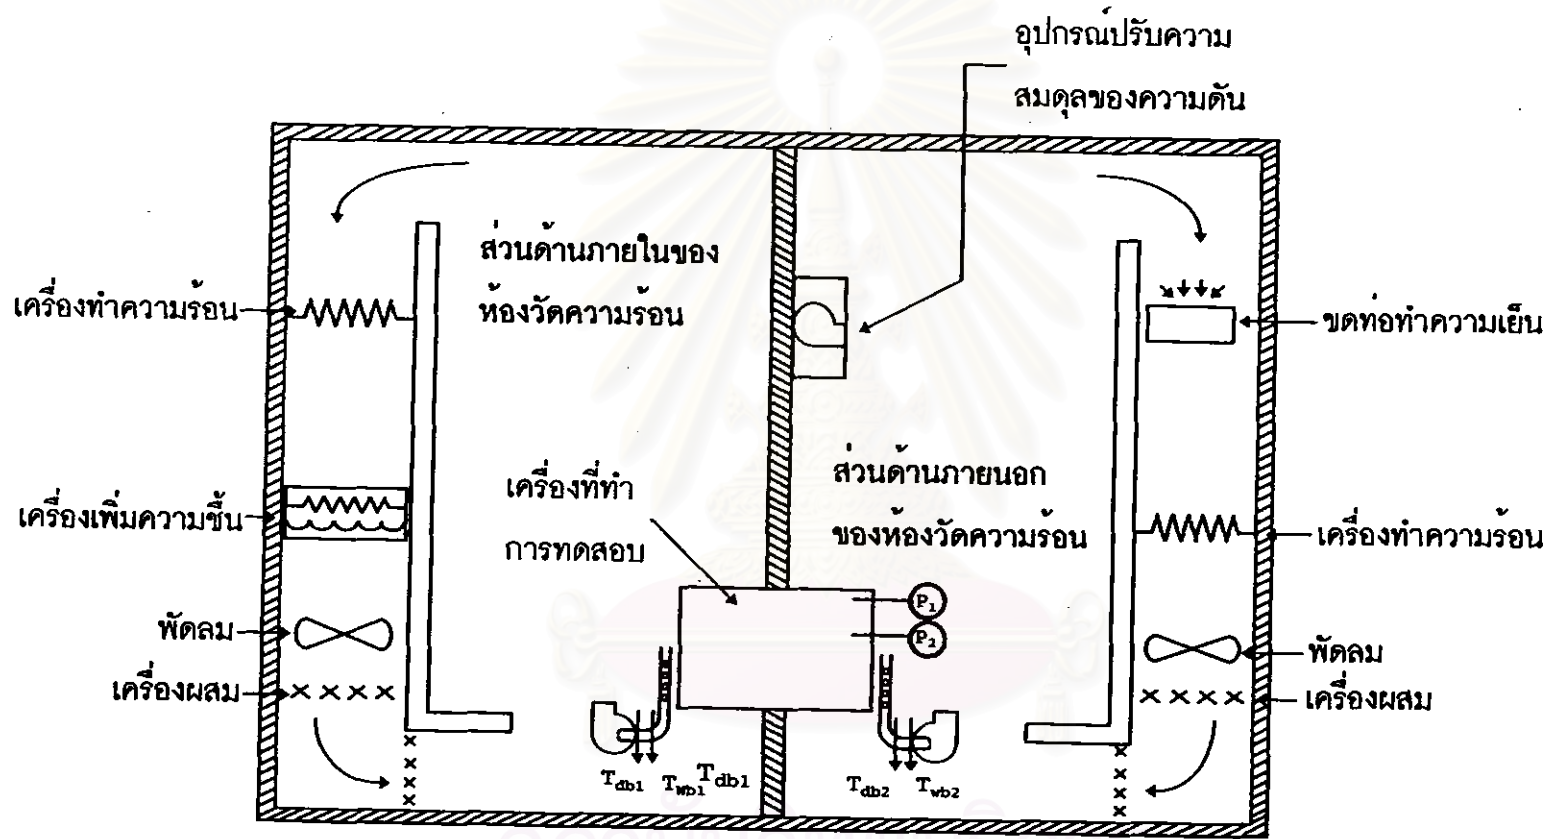 อุปกรณ์ปรับความ
สมดุลของความดัน
ส่วนด้านภายในของ
ห้องวัดความร้อน
เครื่องทำความร้อน
ขดท่อทำความเย็น
ส่วนด้านภายนอก
ของห้องวัดความร้อน
เครื่องที่ทำ
การทดสอบ
เครื่องเพิ่มความชื้น
เครื่องทำความร้อน
P1
P2
พัดลม
พัดลม
เครื่องผสม
เครื่องผสม
Tdb1 Twb1 Tdb1
Tdb2 Twb2